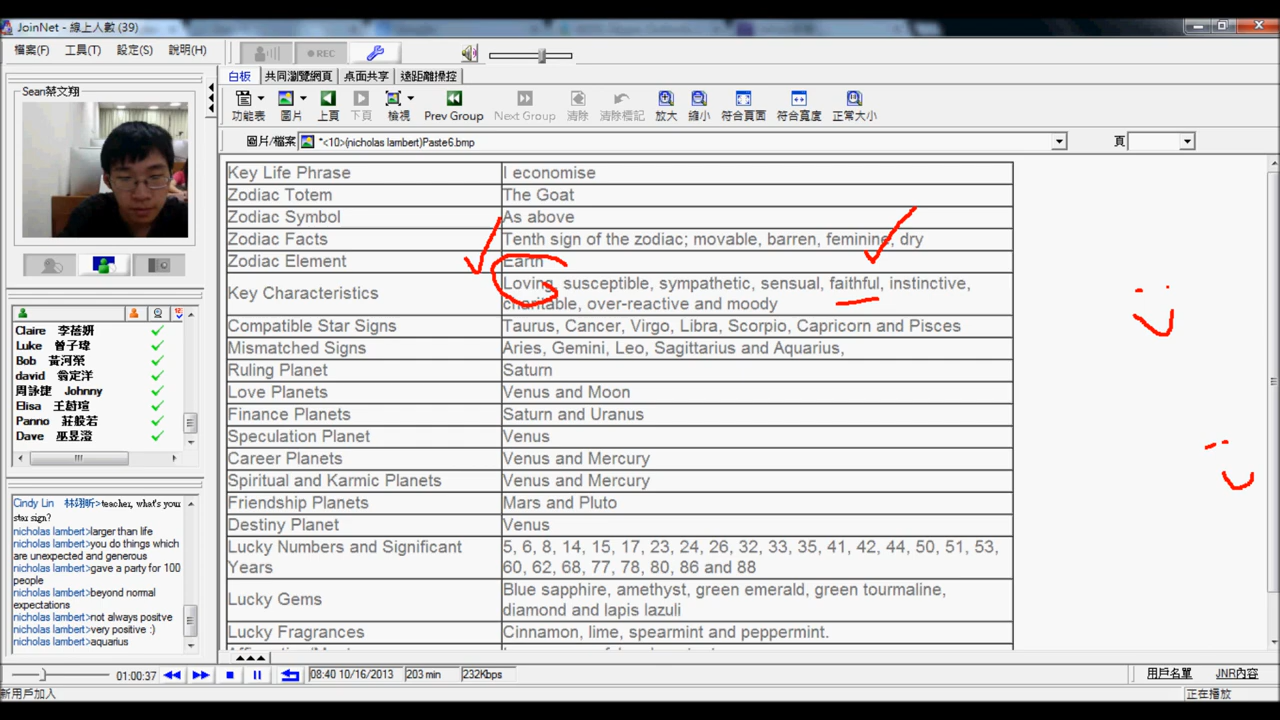 JoinNet - 線上人數 (39)
檔案(F) 工具(T) 設定(S) 說明(H)
REC
Sean蔡文翔
白板 共同瀏覽網頁 桌面共享 遠距離操控
功能表 圖片 上頁 下頁 檢視 Prev Group Next Group 清除 清除標記 放大 縮小 符合頁面 符合寬度 正常大小
圖片/檔案 *<10>(nicholas lambert)Paste6.bmp 頁
Key Life Phrase I economise
Zodiac Totem The Goat
Zodiac Symbol As above
Zodiac Facts Tenth sign of the zodiac; movable, barren, feminine, dry
Zodiac Element Earth
Key Characteristics Loving, susceptible, sympathetic, sensual, faithful, instinctive,
charitable, over-reactive and moody
Compatible Star Signs Taurus, Cancer, Virgo, Libra, Scorpio, Capricorn and Pisces
Mismatched Signs Aries, Gemini, Leo, Sagittarius and Aquarius,
Ruling Planet Saturn
Love Planets Venus and Moon
Finance Planets Saturn and Uranus
Speculation Planet Venus
Career Planets Venus and Mercury
Spiritual and Karmic Planets Venus and Mercury
Friendship Planets Mars and Pluto
Destiny Planet Venus
Lucky Numbers and Significant Years 5, 6, 8, 14, 15, 17, 23, 24, 26, 32, 33, 35, 41, 42, 44, 50, 51, 53,
60, 62, 68, 77, 78, 80, 86 and 88
Lucky Gems Blue sapphire, amethyst, green emerald, green tourmaline,
diamond and lapis lazuli
Lucky Fragrances Cinnamon, lime, spearmint and peppermint.
Claire
Luke 曾子瑋
Bob 黃河榮
david 翁定洋
周詠捷 Johnny
Elisa 王蒔瑄
Panno 莊般若
Dave 巫昱澄
Cindy Lin >teacher, what's your
star sign?
nicholas lambert>larger than life
nicholas lambert>you do things which
are unexpected and generous
nicholas lambert>gave a party for 100
people
nicholas lambert>beyond normal
expectations
nicholas lambert>not always positve
nicholas lambert>very positive :)
nicholas lambert>aquarius
01:00:37 08:40 10/16/2013 203 min 232Kbps 用戶名單 JNR內容
新用戶加入 正在播放